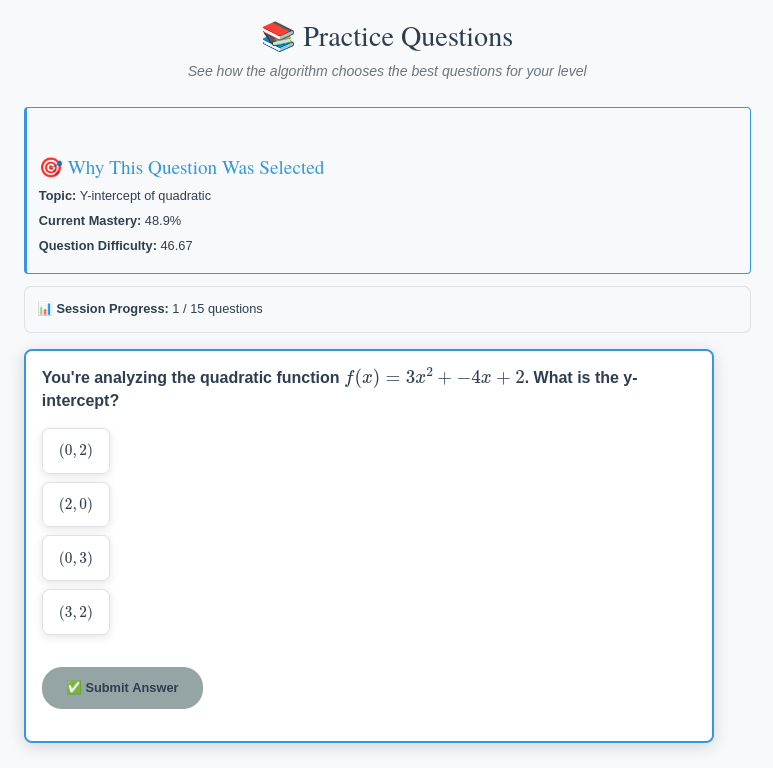 📚 Practice Questions
See how the algorithm chooses the best questions for your level
🎯 Why This Question Was Selected
Topic: Y-intercept of quadratic
Current Mastery: 48.9%
Question Difficulty: 46.67
📊 Session Progress: 1 / 15 questions
You're analyzing the quadratic function f(x) = 3x² + −4x + 2. What is the y-
intercept?
(0, 2)
(2, 0)
(0, 3)
(3, 2)
✅ Submit Answer